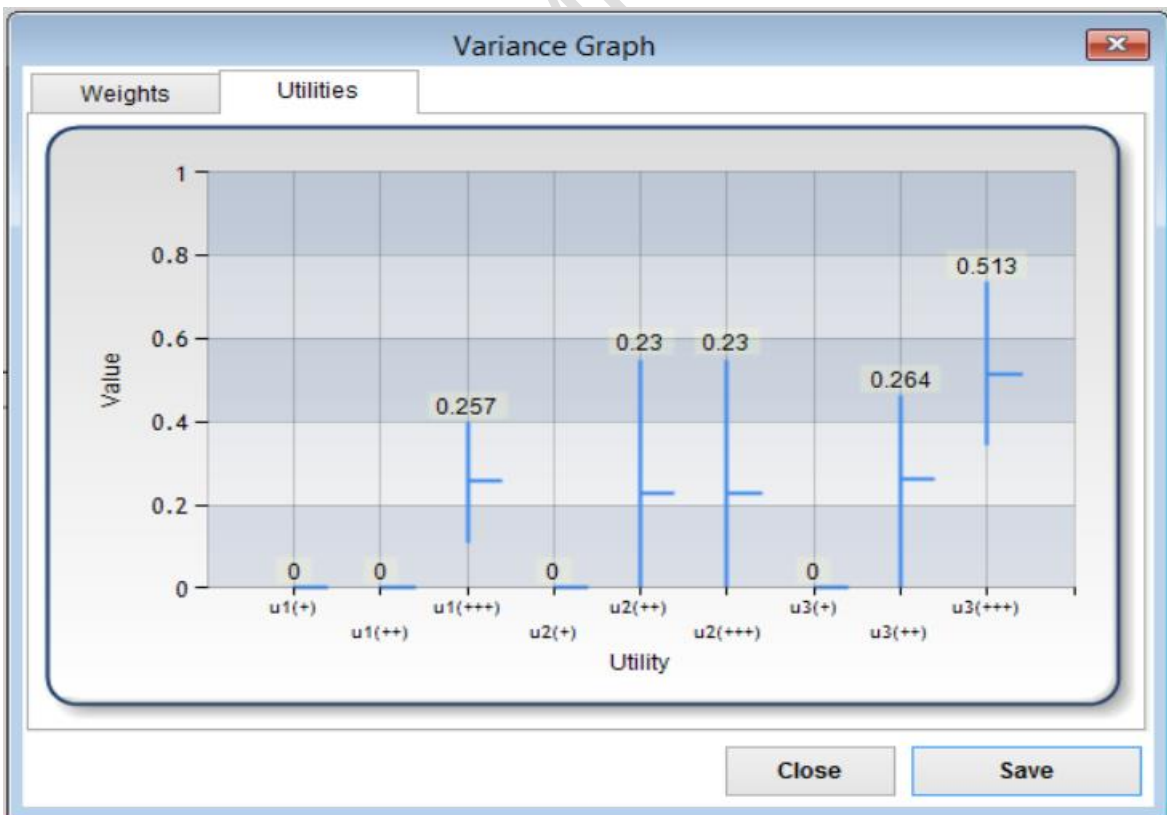 Variance Graph
Weights Utilities
1
0.8
0.6
0.4
0.2
0
Value
0 0 0.257 0 0.23 0.23 0 0.264 0.513
u1(+) u1(+++) u2(++) u3(+) u3(+++)
u1(++) u2(+) u2(+++) u3(++)
Utility
Close Save